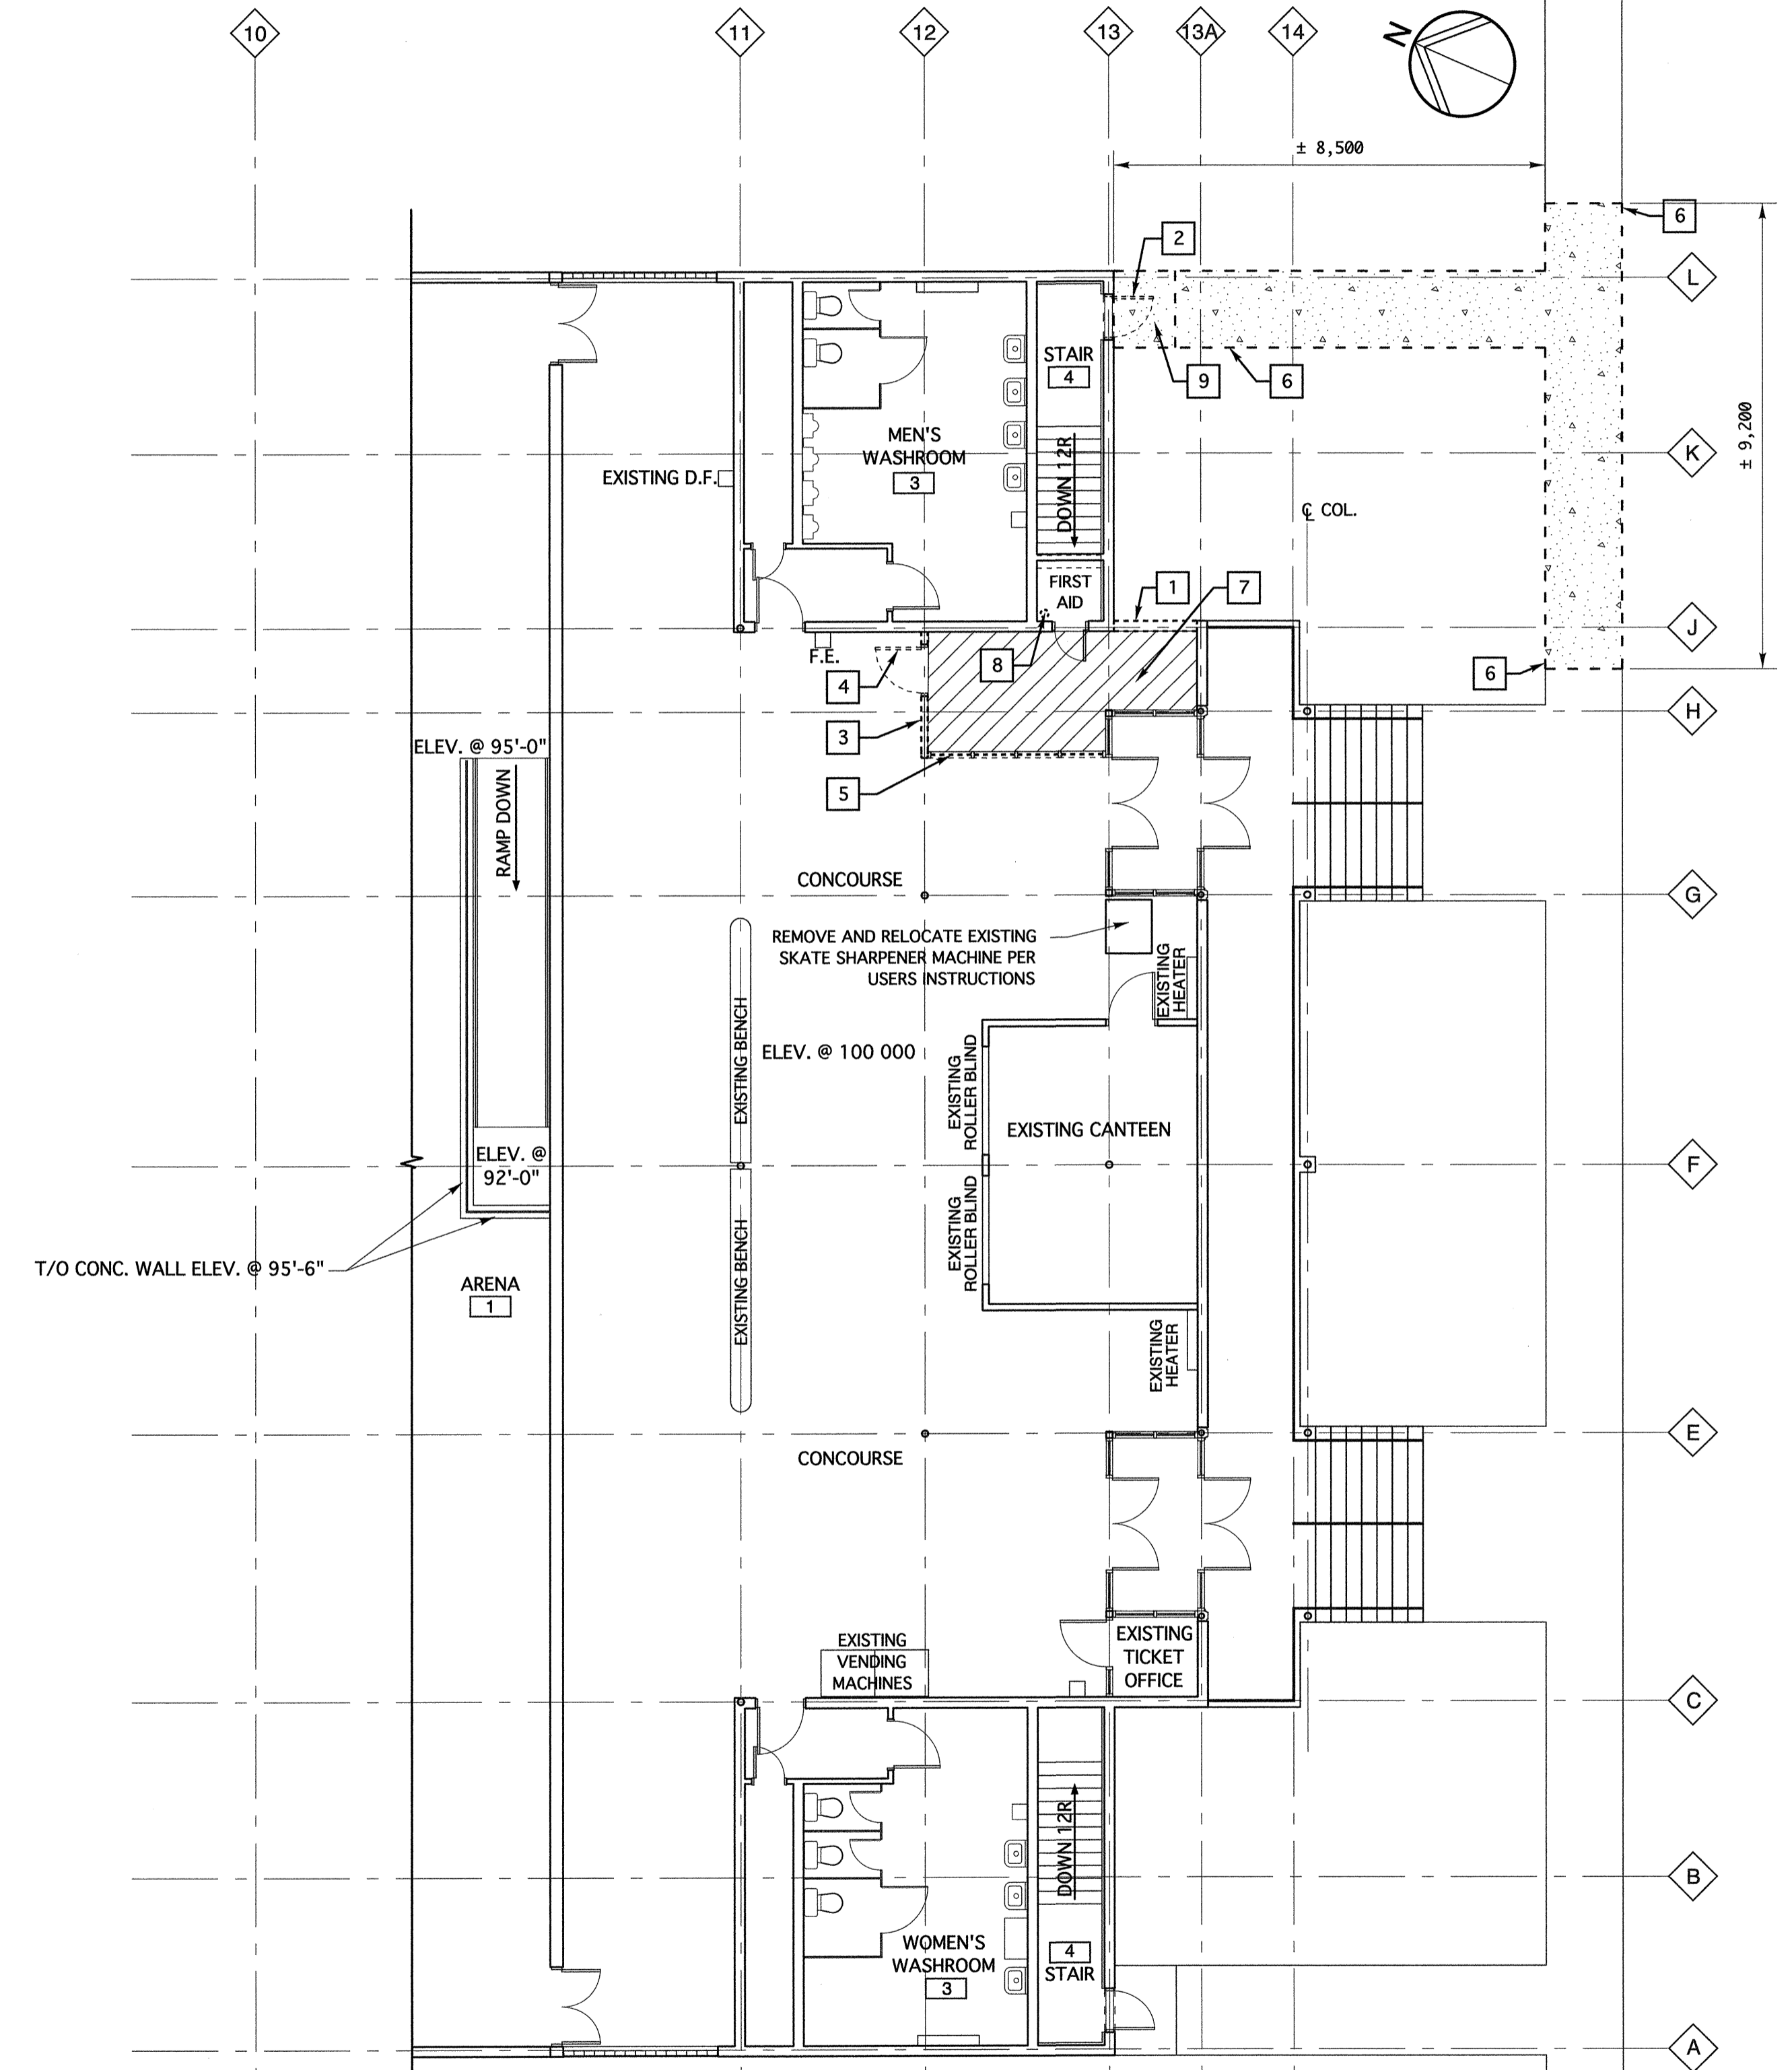 10
11
12
13
13A
14
N
± 8,500
6
2
L
STAIR
4
9
6
± 9,200
MEN'S
WASHROOM
3
DOWN 12R
K
EXISTING D.F.
℄ COL.
FIRST
AID
1
7
J
F.E.
8
4
6
3
H
ELEV. @ 95'-0"
5
RAMP DOWN
CONCOURSE
G
REMOVE AND RELOCATE EXISTING
SKATE SHARPENER MACHINE PER
USERS INSTRUCTIONS
EXISTING
HEATER
EXISTING BENCH
ELEV. @ 100 000
EXISTING
ROLLER BLIND
EXISTING CANTEEN
ELEV. @
92'-0"
F
EXISTING
ROLLER BLIND
T/O CONC. WALL ELEV. @ 95'-6"
ARENA
1
EXISTING BENCH
EXISTING
HEATER
E
CONCOURSE
EXISTING
VENDING
MACHINES
EXISTING
TICKET
OFFICE
C
DOWN 12R
B
WOMEN'S
WASHROOM
3
4
STAIR
A